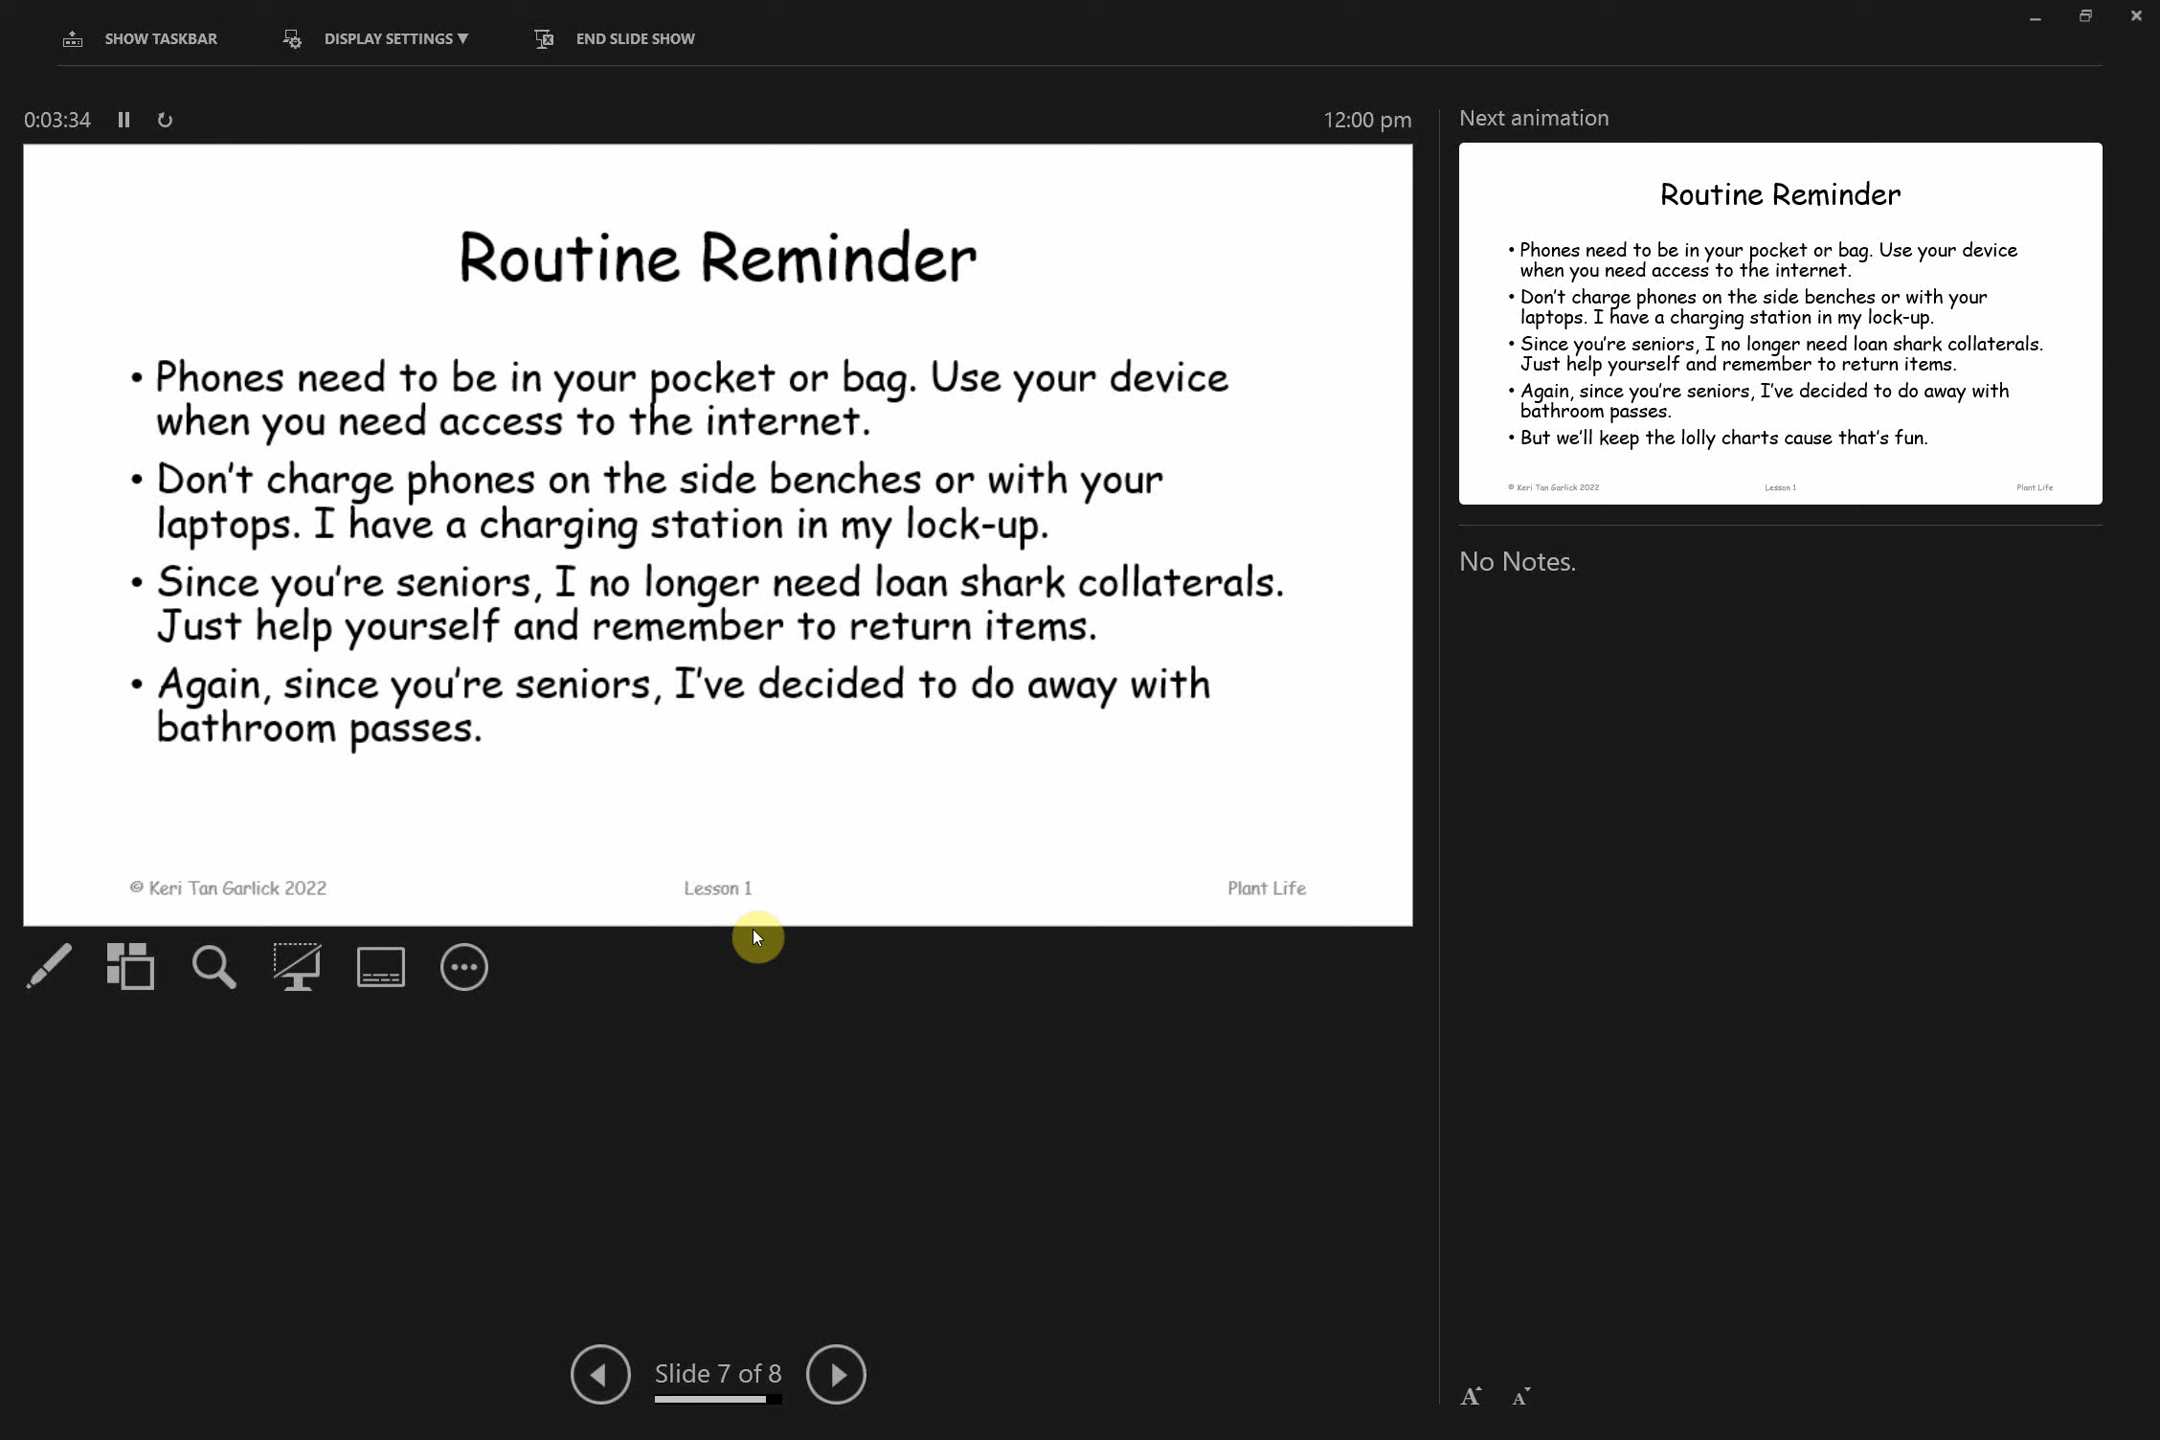 SHOW TASKBAR
DISPLAY SETTINGS ▼
END SLIDE SHOW
0:03:34
12:00 pm
Routine Reminder
• Phones need to be in your pocket or bag. Use your device
when you need access to the internet.
• Don't charge phones on the side benches or with your
laptops. I have a charging station in my lock-up.
• Since you're seniors, I no longer need loan shark collaterals.
Just help yourself and remember to return items.
• Again, since you're seniors, I've decided to do away with
bathroom passes.
© Keri Tan Garlick 2022
Lesson 1
Plant Life
Slide 7 of 8
Next animation
Routine Reminder
• Phones need to be in your pocket or bag. Use your device
when you need access to the internet.
• Don't charge phones on the side benches or with your
laptops. I have a charging station in my lock-up.
• Since you're seniors, I no longer need loan shark collaterals.
Just help yourself and remember to return items.
• Again, since you're seniors, I've decided to do away with
bathroom passes.
• But we'll keep the lolly charts cause that's fun.
© Keri Tan Garlick 2022
Lesson 1
Plant Life
No Notes.
A A